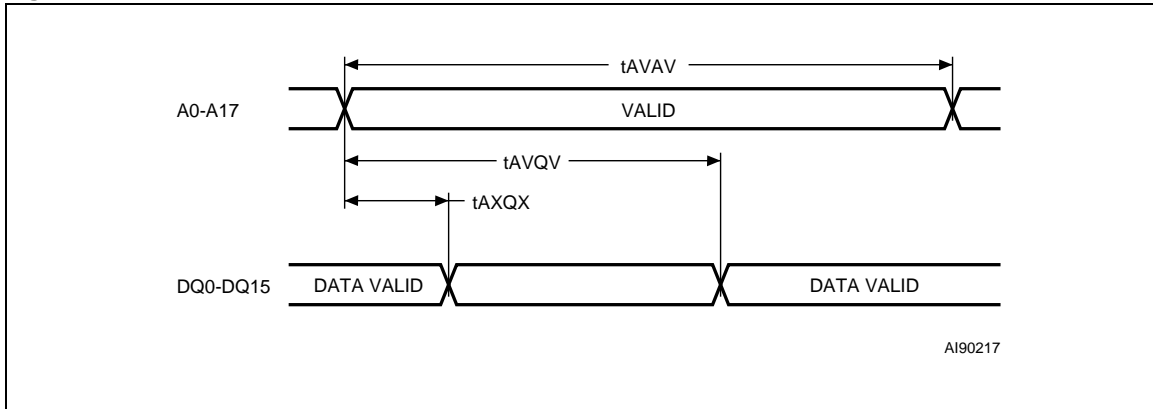 tAVAV
A0-A17
VALID
tAVQV
tAXQX
DQ0-DQ15
DATA VALID
DATA VALID
AI90217